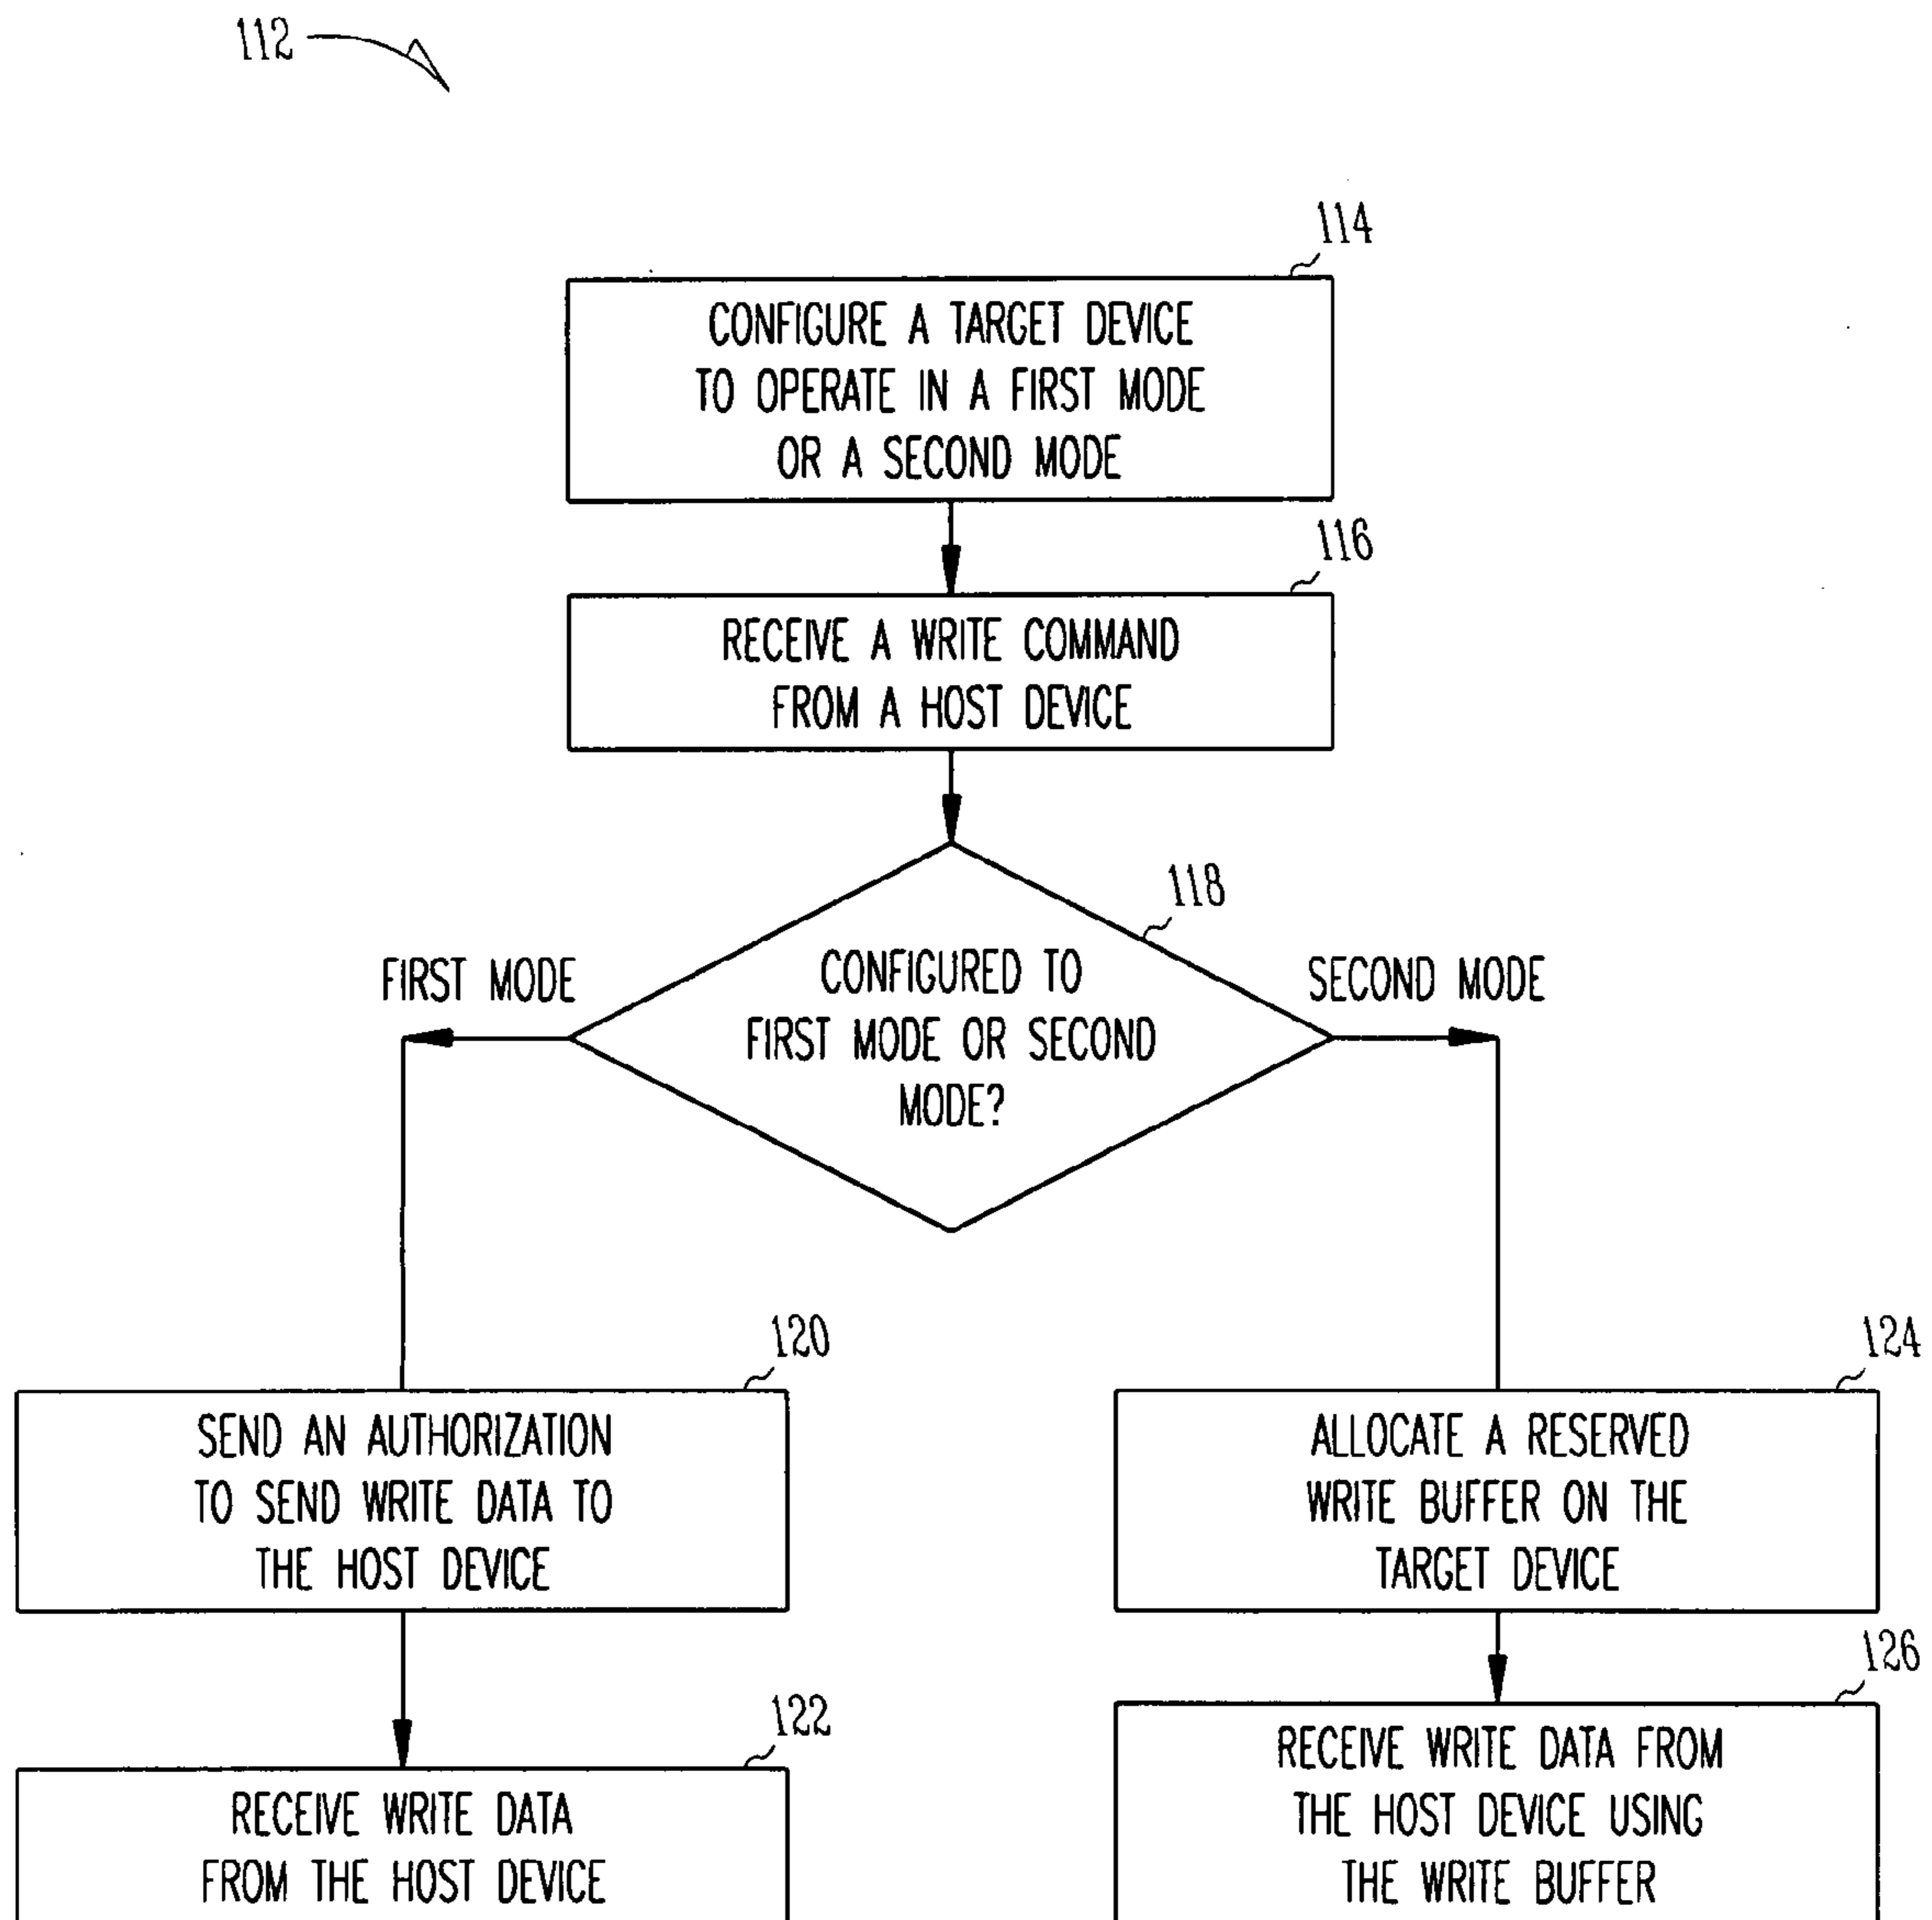 112
114
CONFIGURE A TARGET DEVICE
TO OPERATE IN A FIRST MODE
OR A SECOND MODE
116
RECEIVE A WRITE COMMAND
FROM A HOST DEVICE
118
CONFIGURED TO
FIRST MODE OR SECOND
MODE?
FIRST MODE
SECOND MODE
120
SEND AN AUTHORIZATION
TO SEND WRITE DATA TO
THE HOST DEVICE
122
RECEIVE WRITE DATA
FROM THE HOST DEVICE
124
ALLOCATE A RESERVED
WRITE BUFFER ON THE
TARGET DEVICE
126
RECEIVE WRITE DATA FROM
THE HOST DEVICE USING
THE WRITE BUFFER